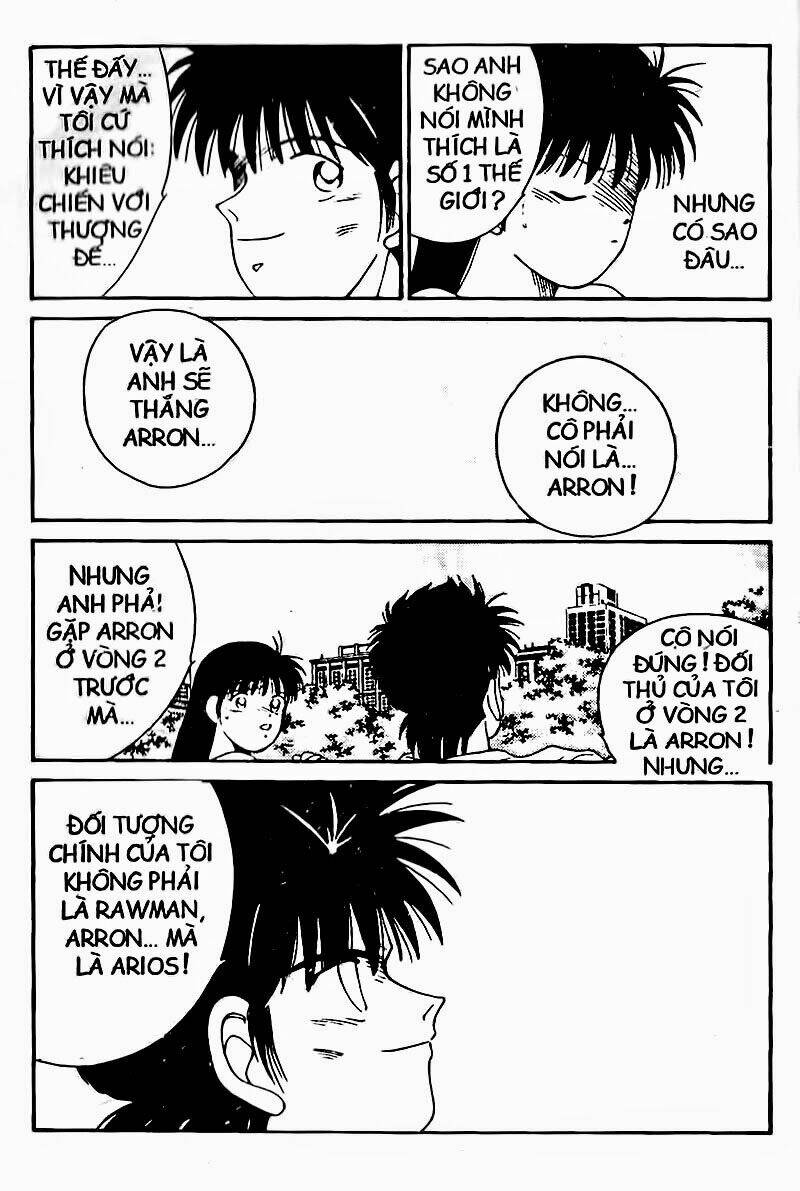 SAO ANH
KHÔNG
NÓI MÌNH
THÍCH LÀ
SỐ 1 THẾ
GIỚI?
NHƯNG
CÓ SAO
ĐÂU...
THẾ ĐẤY...
VÌ VẬY MÀ
TÔI CỨ
THÍCH NÓI:
KHIÊU
CHIẾN VỚI
THƯỢNG
ĐẾ...
KHÔNG...
CÔ PHẢI
NÓI LÀ...
ARRON!
VẬY LÀ
ANH SẼ
THẮNG
ARRON...
NHƯNG
ANH PHẢ!
GẶP ARRON
Ở VÒNG 2
TRƯỚC
MÀ...
CÔ NÓI
ĐÚNG! ĐỐI
THỦ CỦA TÔI
Ở VÒNG 2
LÀ ARRON!
NHƯNG...
ĐỐI TƯỢNG
CHÍNH CỦA TÔI
KHÔNG PHẢI
LÀ RAWMAN,
ARRON... MÀ
LÀ ARIOS!